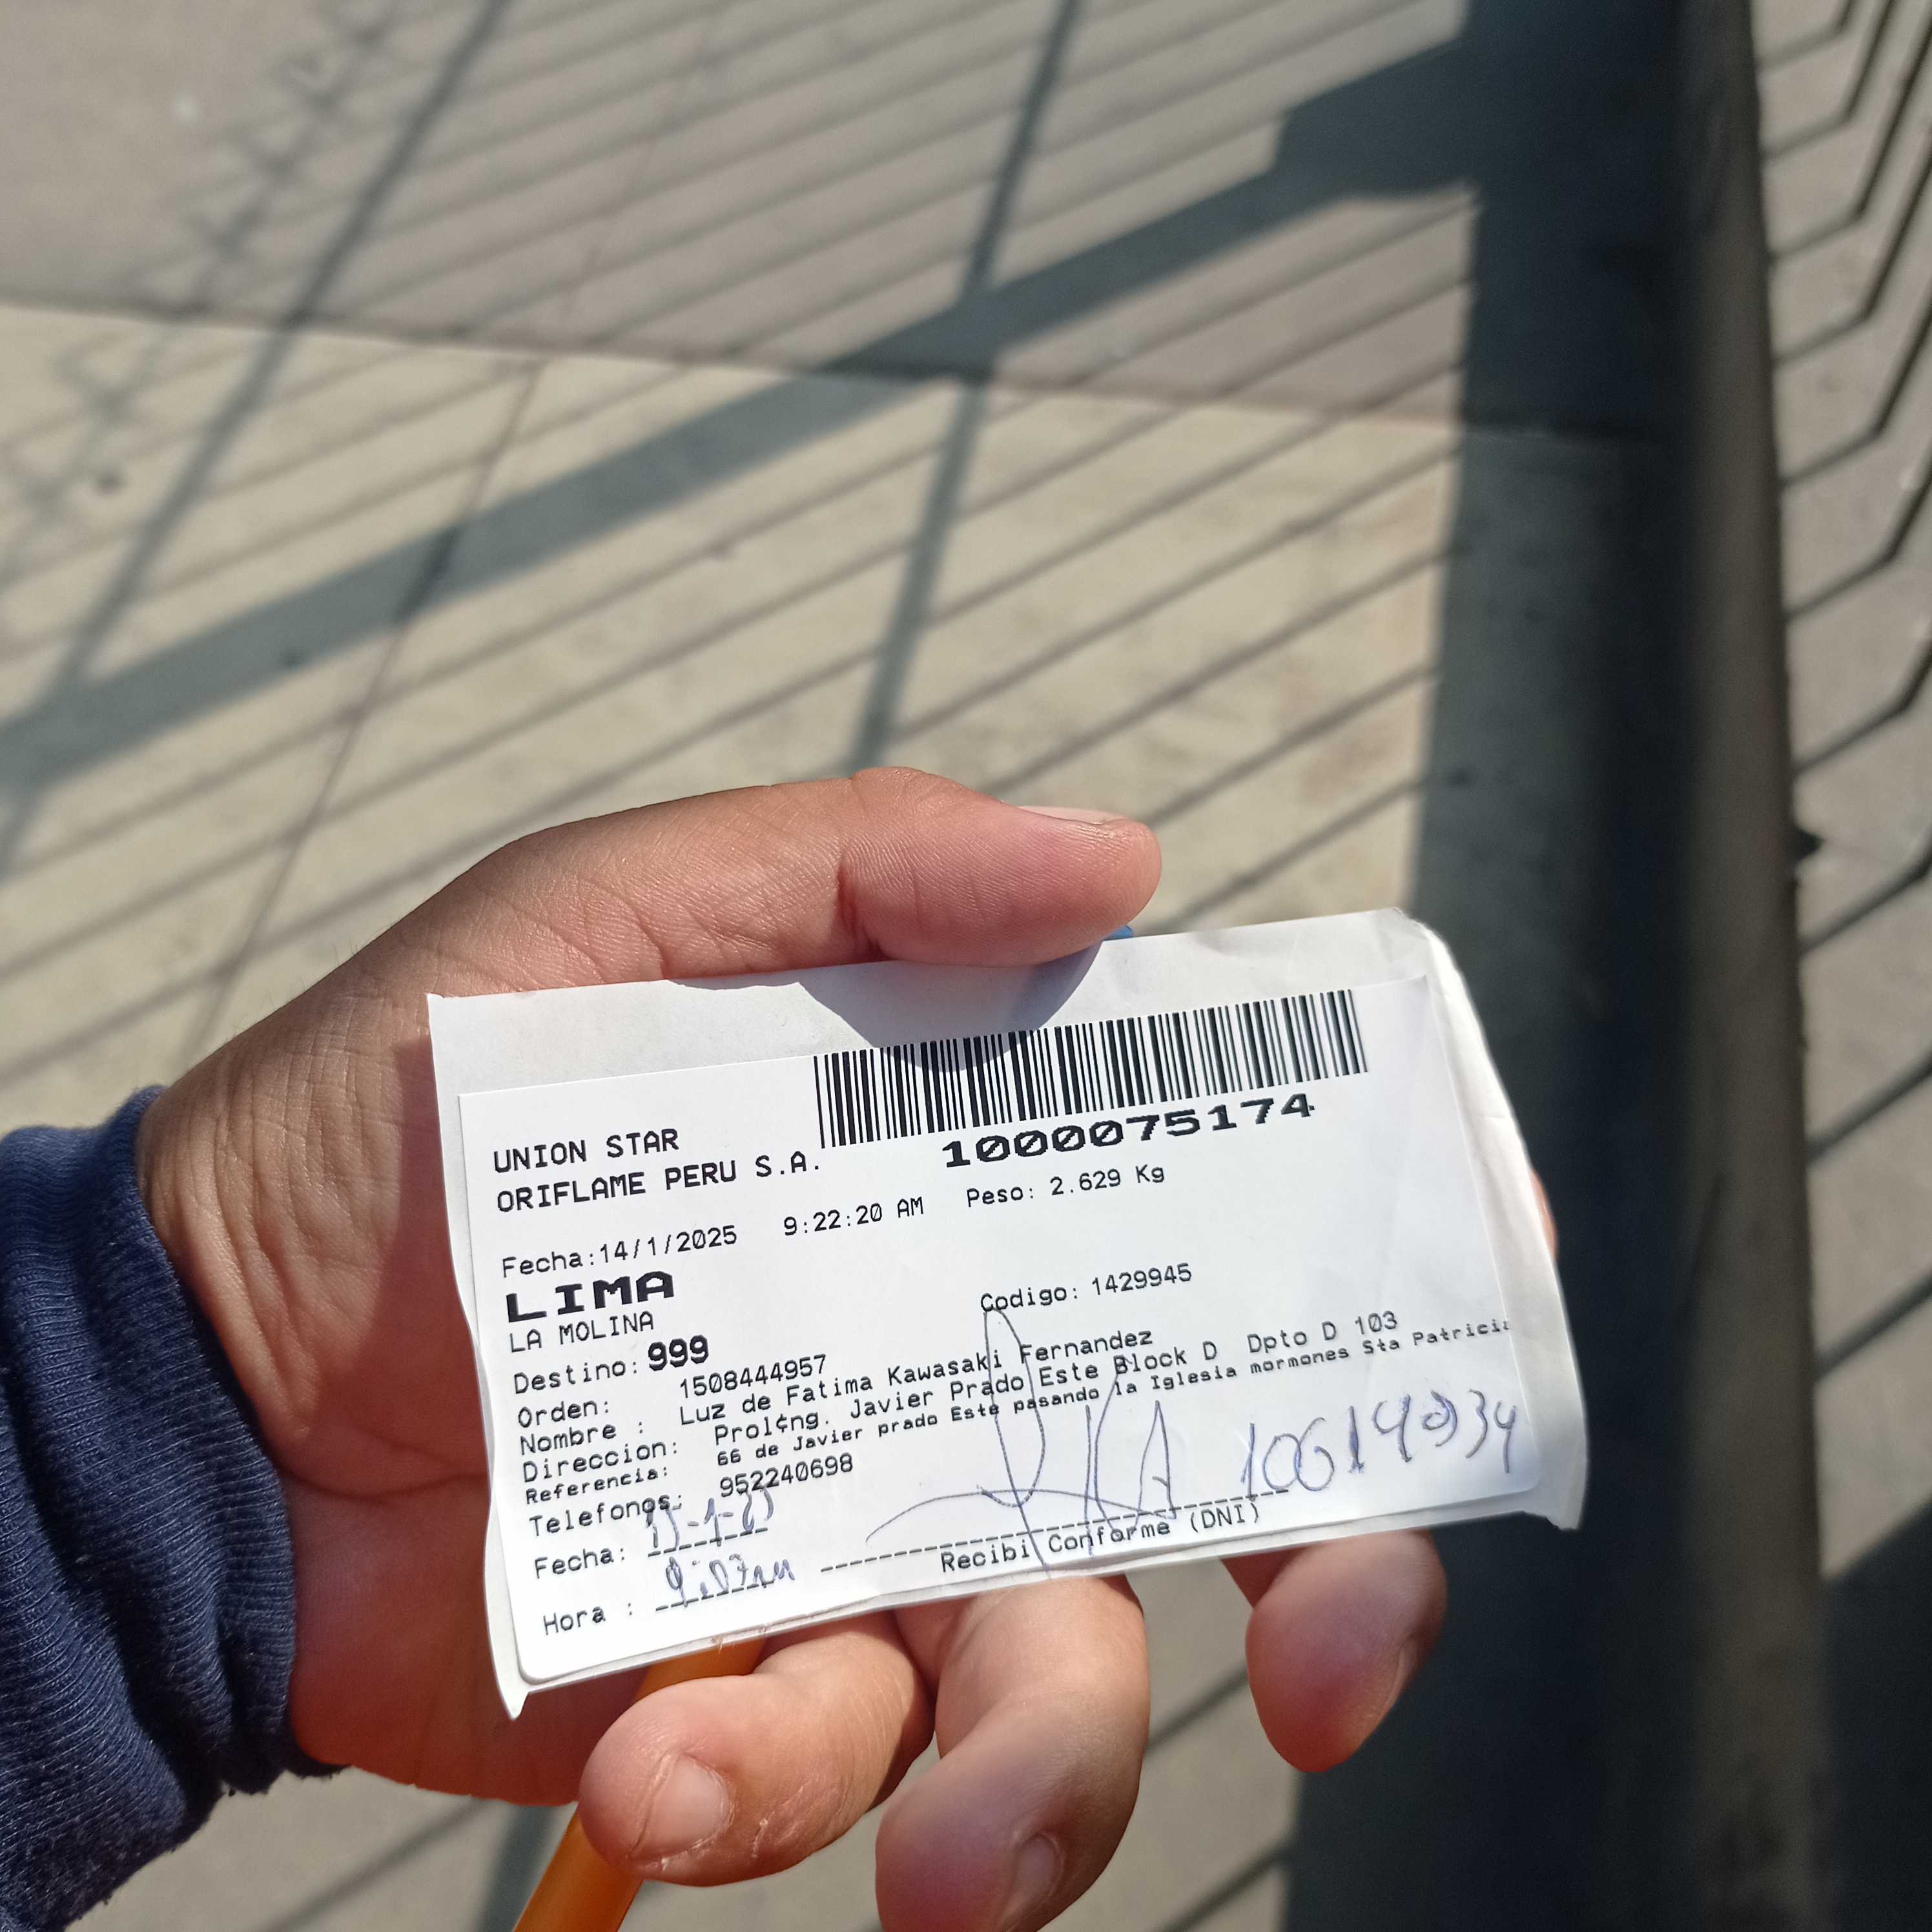 1000075174
UNION STAR
ORIFLAME PERU S.A.
Fecha:14/1/2025 9:22:20 AM Peso: 2.629 Kg
LIMA
LA MOLINA
Codigo: 1429945
Destino: 999
Orden: 1508444957
Nombre : Luz de Fatima Kawasaki Fernandez
Direccion: Prol¢ng. Javier Prado Este Block D Dpto D 103
Referencia: 66 de Javier prado Este pasando la Iglesia mormones Sta Patricia
Telefonos: 952240698
Fecha:
Hora :
Recibi Conforme (DNI)